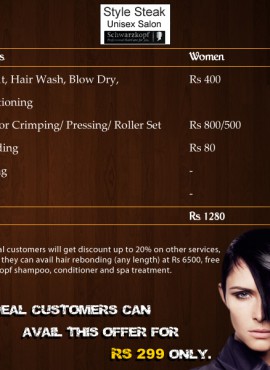 Style Steak
Unisex Salon
Schwarzkopf
s Women
t, Hair Wash, Blow Dry, Rs 400
tioning
or Crimping/ Pressing/ Roller Set Rs 800/500
ding Rs 80
g -
-
Rs 1280
al customers will get discount up to 20% on other services,
they can avail hair rebonding (any length) at Rs 6500, free
opf shampoo, conditioner and spa treatment.
DEAL CUSTOMERS CAN
AVAIL THIS OFFER FOR
RS 299 ONLY.